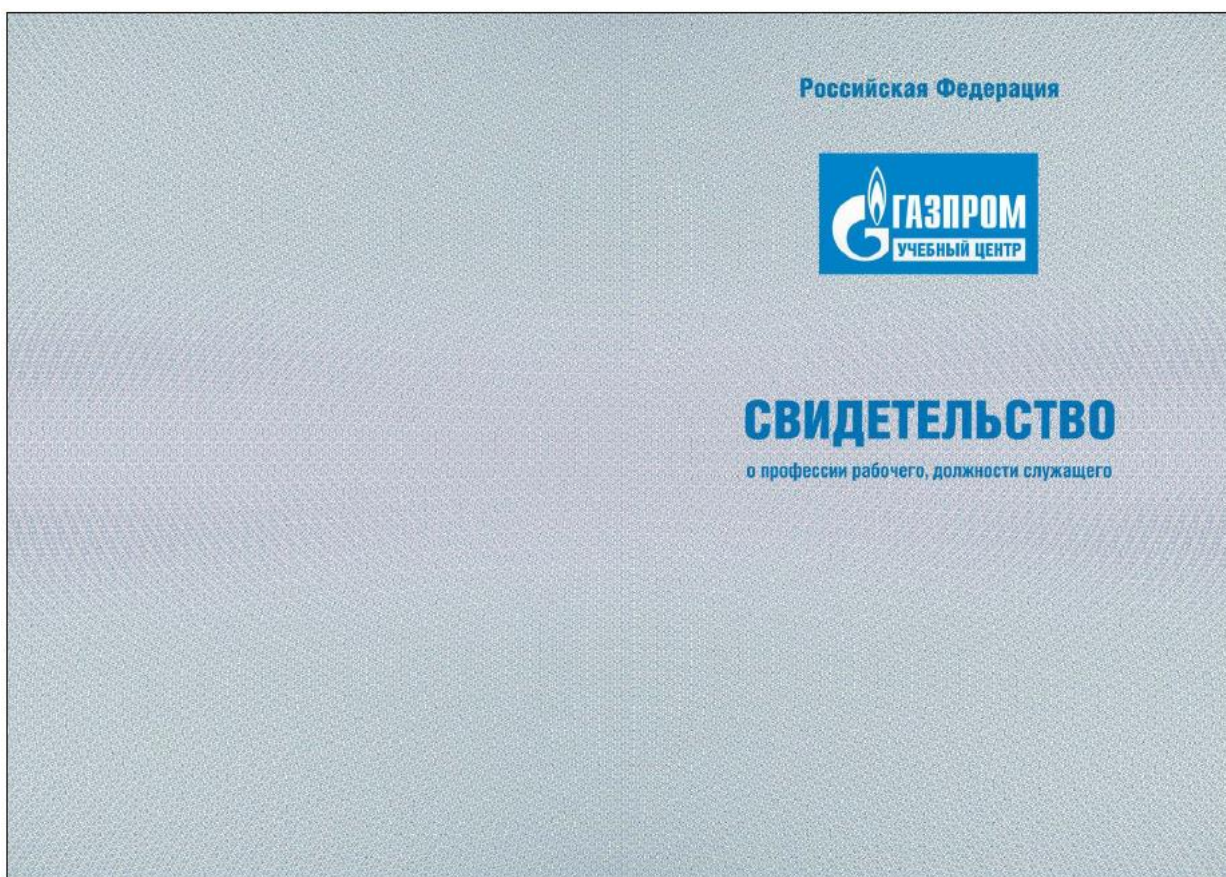 Российская Федерация
ГАЗПРОМ
УЧЕБНЫЙ ЦЕНТР
СВИДЕТЕЛЬСТВО
о профессии рабочего, должности служащего